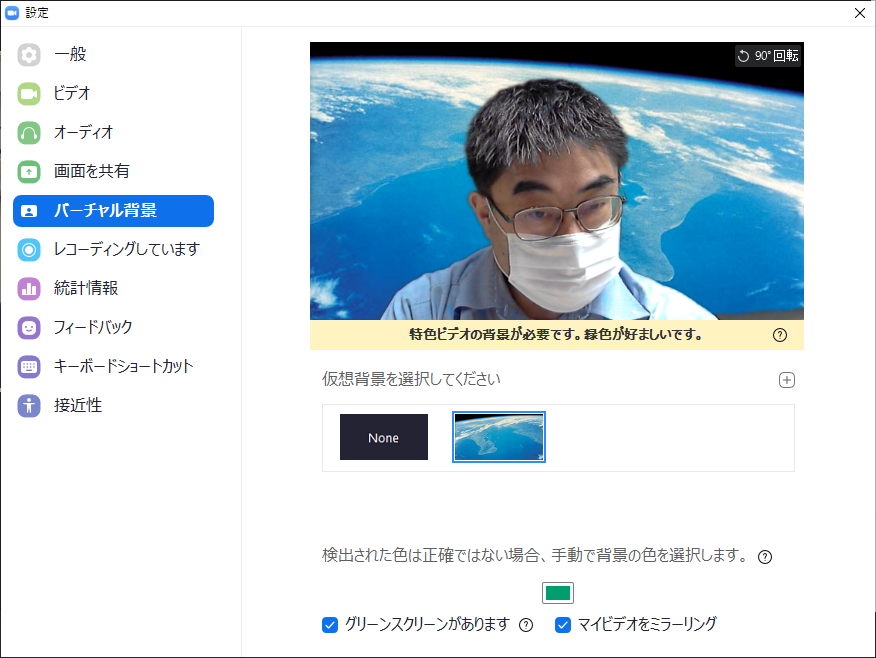 設定
一般
ビデオ
オーディオ
画面を共有
バーチャル背景
レコーディングしています
統計情報
フィードバック
キーボードショートカット
接近性
90°回転
特色ビデオの背景が必要です。緑色が好ましいです。
仮想背景を選択してください
None
検出された色は正確ではない場合、手動で背景の色を選択します。
グリーンスクリーンがあります
マイビデオをミラーリング